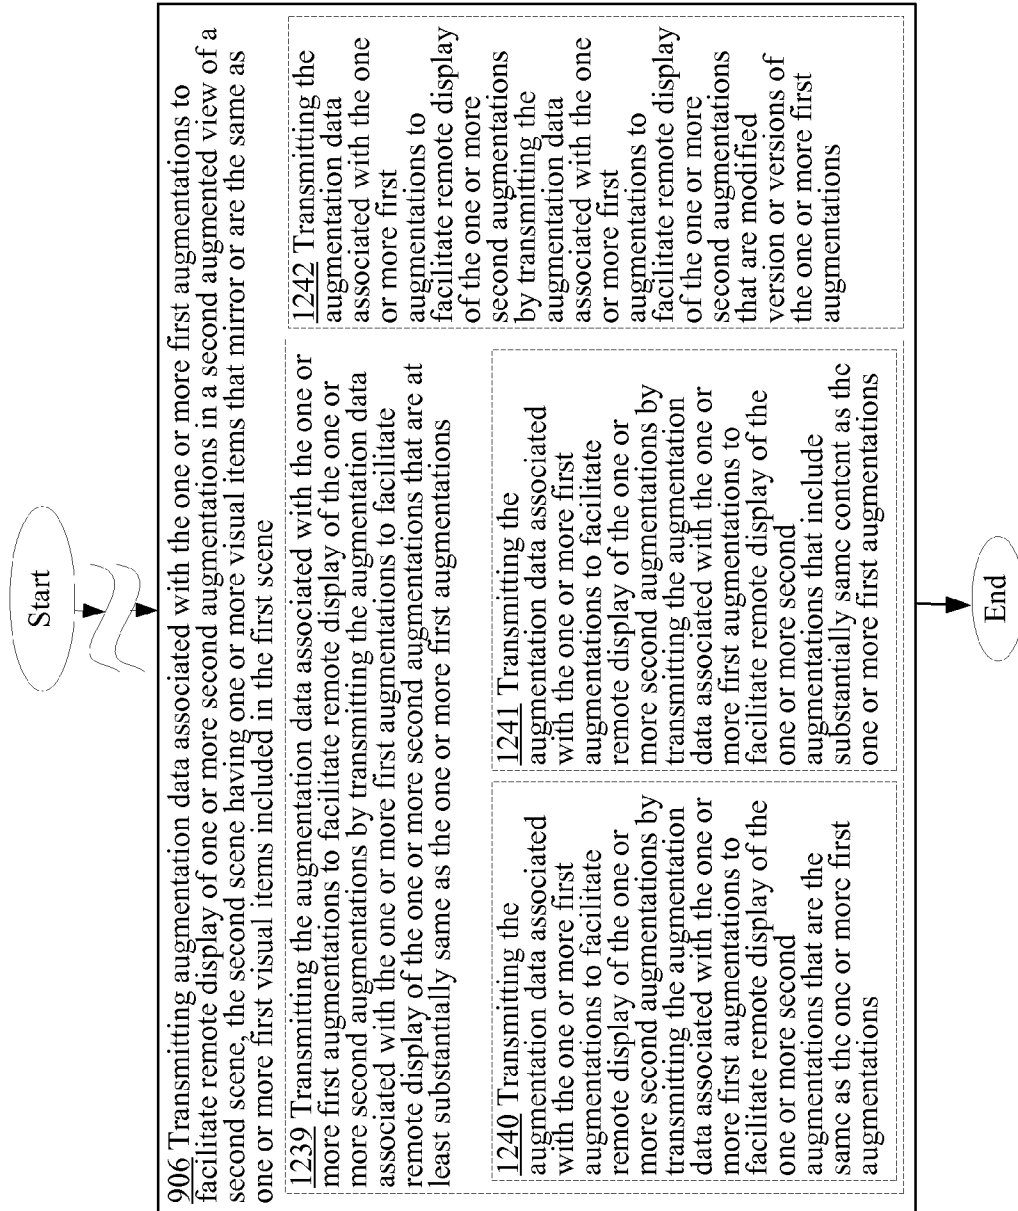 Start
906 Transmitting augmentation data associated with the one or more first augmentations to
facilitate remote display of one or more second augmentations in a second augmented view of a
second scene, the second scene having one or more visual items that mirror or are the same as
one or more first visual items included in the first scene
1239 Transmitting the augmentation data associated with the one or
more first augmentations to facilitate remote display of the one or
more second augmentations by transmitting the augmentation data
associated with the one or more first augmentations to facilitate
remote display of the one or more second augmentations that are at
least substantially same as the one or more first augmentations
1240 Transmitting the
augmentation data associated
with the one or more first
augmentations to facilitate
remote display of the one or
more second augmentations by
transmitting the augmentation
data associated with the one or
more first augmentations to
facilitate remote display of the
one or more second
augmentations that are the
same as the one or more first
augmentations
1241 Transmitting the
augmentation data associated
with the one or more first
augmentations to facilitate
remote display of the one or
more second augmentations by
transmitting the augmentation
data associated with the one or
more first augmentations to
facilitate remote display of the
one or more second
augmentations that include
substantially same content as the
one or more first augmentations
1242 Transmitting the
augmentation data
associated with the one
or more first
augmentations to
facilitate remote display
of the one or more
second augmentations
by transmitting the
augmentation data
associated with the one
or more first
augmentations to
facilitate remote display
of the one or more
second augmentations
that are modified
version or versions of
the one or more first
augmentations
End